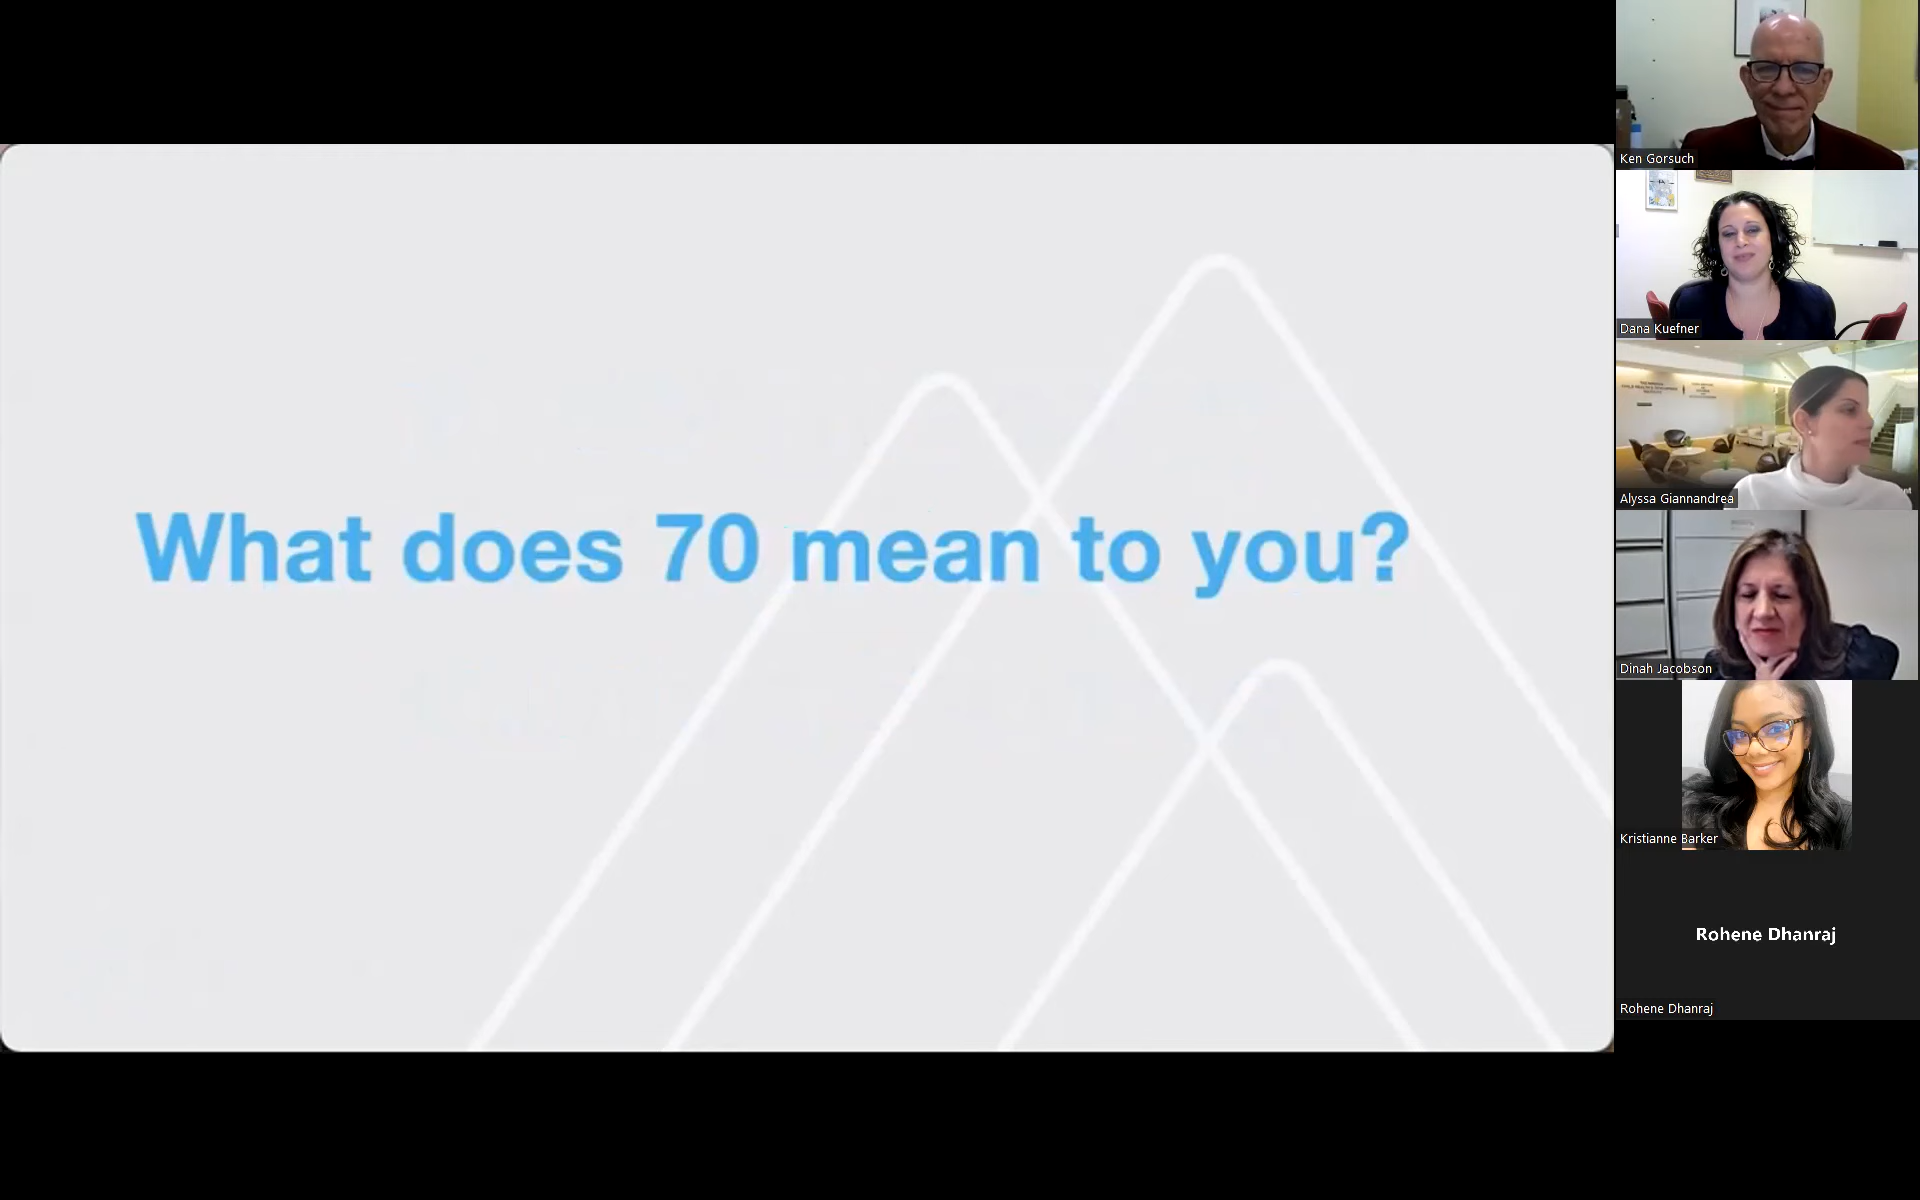 What does 70 mean to you?
Ken Gorsuch
Dana Kuefner
Alyssa Giannandrea
Dinah Jacobson
Kristianne Barker
Rohene Dhanraj
Rohene Dhanraj